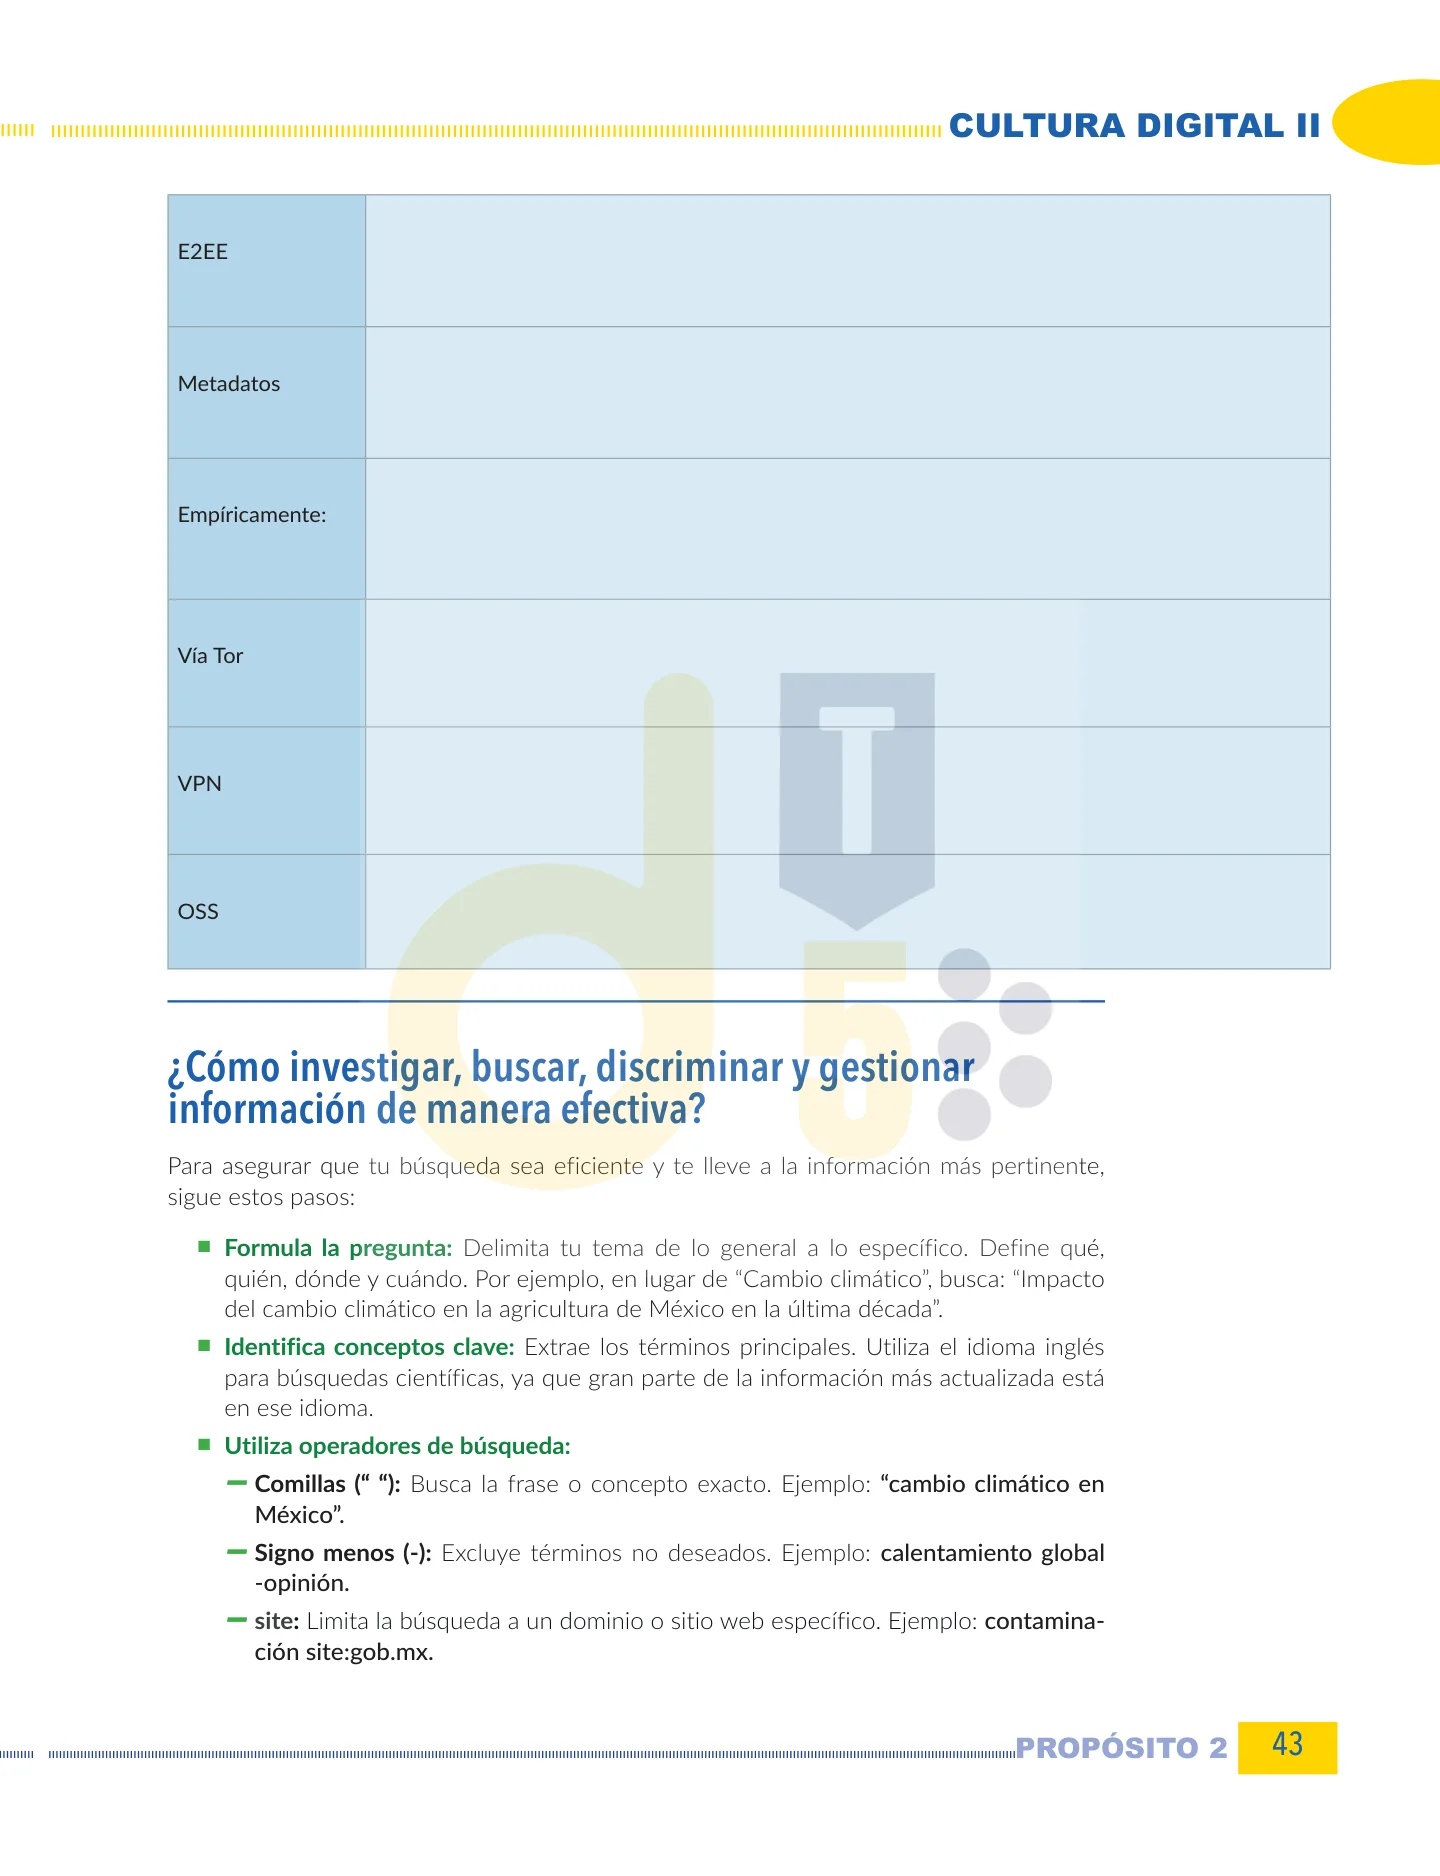 CULTURA DIGITAL II
E2EE
Metadatos
Empíricamente:
Vía Tor
VPN
OSS
¿Cómo investigar, buscar, discriminar y gestionar
información de manera efectiva?
Para asegurar que tu búsqueda sea eficiente y te lleve a la información más pertinente,
sigue estos pasos:
Formula la pregunta: Delimita tu tema de lo general a lo específico. Define qué,
quién, dónde y cuándo. Por ejemplo, en lugar de “Cambio climático”, busca: “Impacto
del cambio climático en la agricultura de México en la última década”.
Identifica conceptos clave: Extrae los términos principales. Utiliza el idioma inglés
para búsquedas científicas, ya que gran parte de la información más actualizada está
en ese idioma.
Utiliza operadores de búsqueda:
Comillas (“ “): Busca la frase o concepto exacto. Ejemplo: “cambio climático en
México”.
Signo menos (-): Excluye términos no deseados. Ejemplo: calentamiento global
-opinión.
site: Limita la búsqueda a un dominio o sitio web específico. Ejemplo: contamina-
ción site:gob.mx.
PROPÓSITO 2
43
d T 5